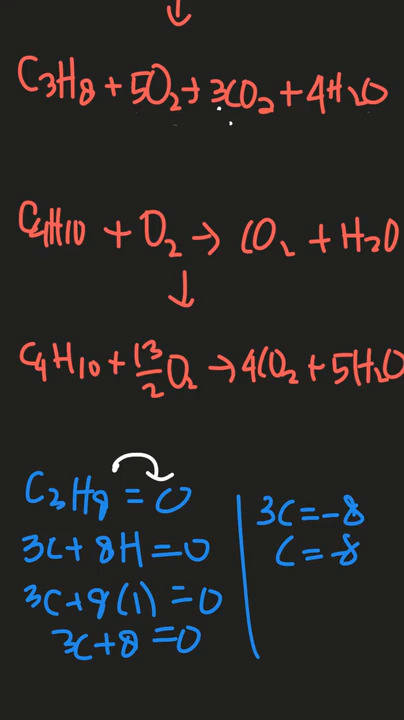 C3H8 + 5O2 + 3CO2 + 4H2O
C4H10 + O2 → CO2 + H2O
↓
C4H10 + 13/2 O2 → 4CO2 + 5H2O
C3H8 = 0
3C + 8H = 0
3C + 8(1) = 0
3C + 8 = 0
3C = -8
C = -8